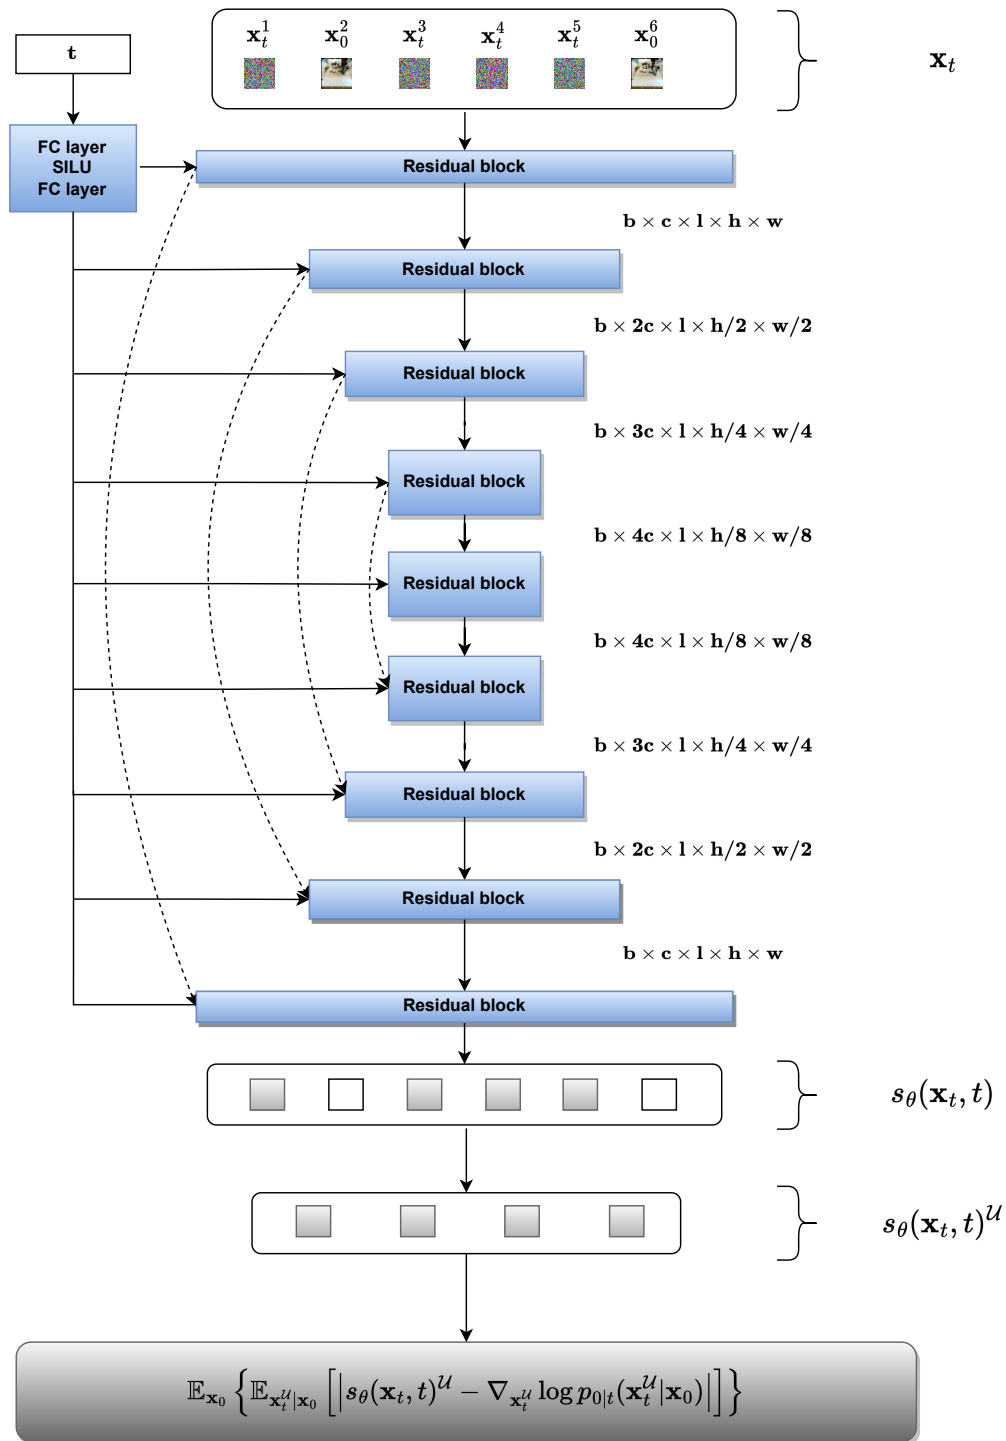 𝐱_t^1 𝐱_0^2 𝐱_t^3 𝐱_t^4 𝐱_t^5 𝐱_0^6
𝐱_t
t
FC layer
SILU
FC layer
Residual block
b × c × l × h × w
Residual block
b × 2c × l × h/2 × w/2
Residual block
b × 3c × l × h/4 × w/4
Residual block
b × 4c × l × h/8 × w/8
Residual block
b × 4c × l × h/8 × w/8
Residual block
b × 3c × l × h/4 × w/4
Residual block
b × 2c × l × h/2 × w/2
Residual block
b × c × l × h × w
Residual block
s_θ(𝐱_t, t)
s_θ(𝐱_t, t)^𝒰
𝔼_{𝐱_0} { 𝔼_{𝐱_t^𝒰|𝐱_0} [ | s_θ(𝐱_t, t)^𝒰 − ∇_{𝐱_t^𝒰} log p_{0|t}(𝐱_t^𝒰|𝐱_0) | ] }